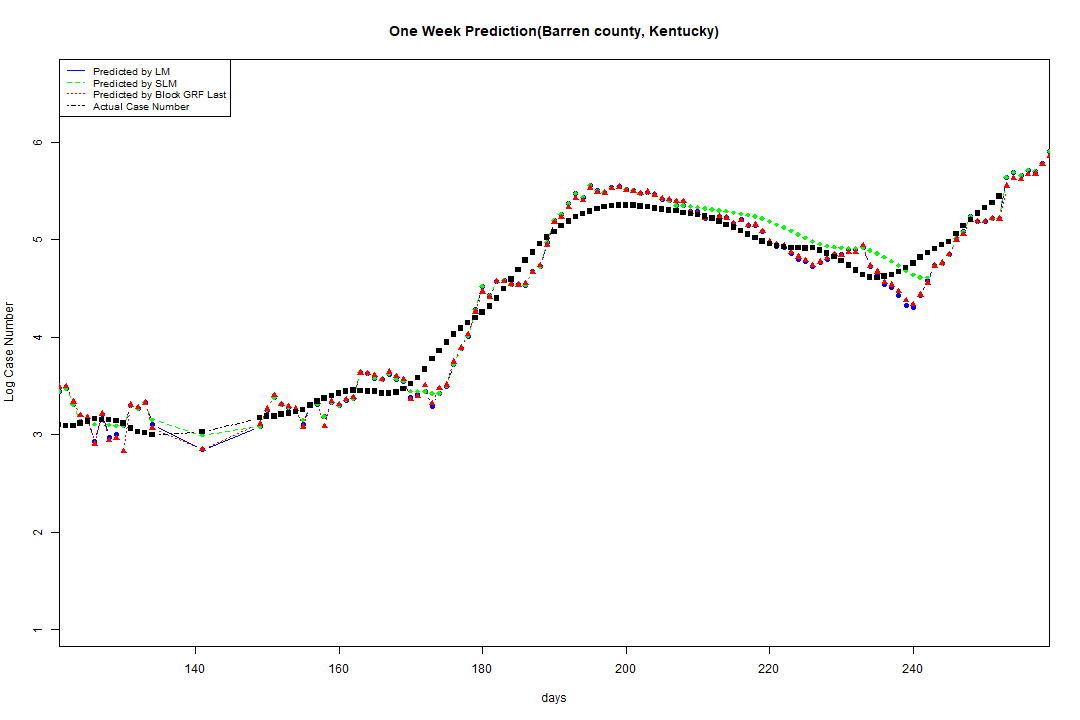 One Week Prediction(Barren county, Kentucky)
Predicted by LM
Predicted by SLM
Predicted by Block GRF Last
Actual Case Number
Log Case Number
6
5
4
3
2
1
140 160 180 200 220 240
days